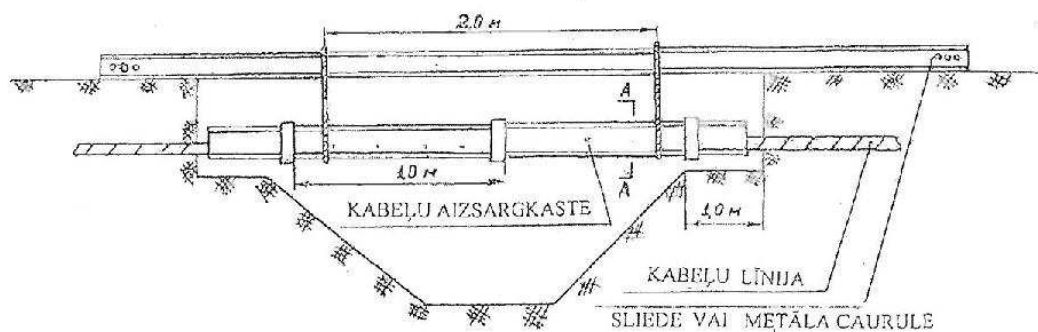 2,0 м
A
1,0 м
A
KABEĻU AIZSARGKASTE
1,0 м
KABEĻU LĪNIJA
SLIEDE VAI METĀLA CAURULE